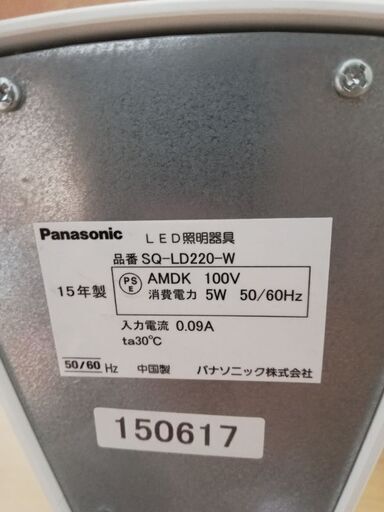 Panasonic LED照明器具
品番 SQ-LD220-W
15年製
PS E
AMDK 100V
消費電力 5W 50/60Hz
入力電流 0.09A
ta30℃
50/60 Hz 中国製 パナソニック株式会社
150617